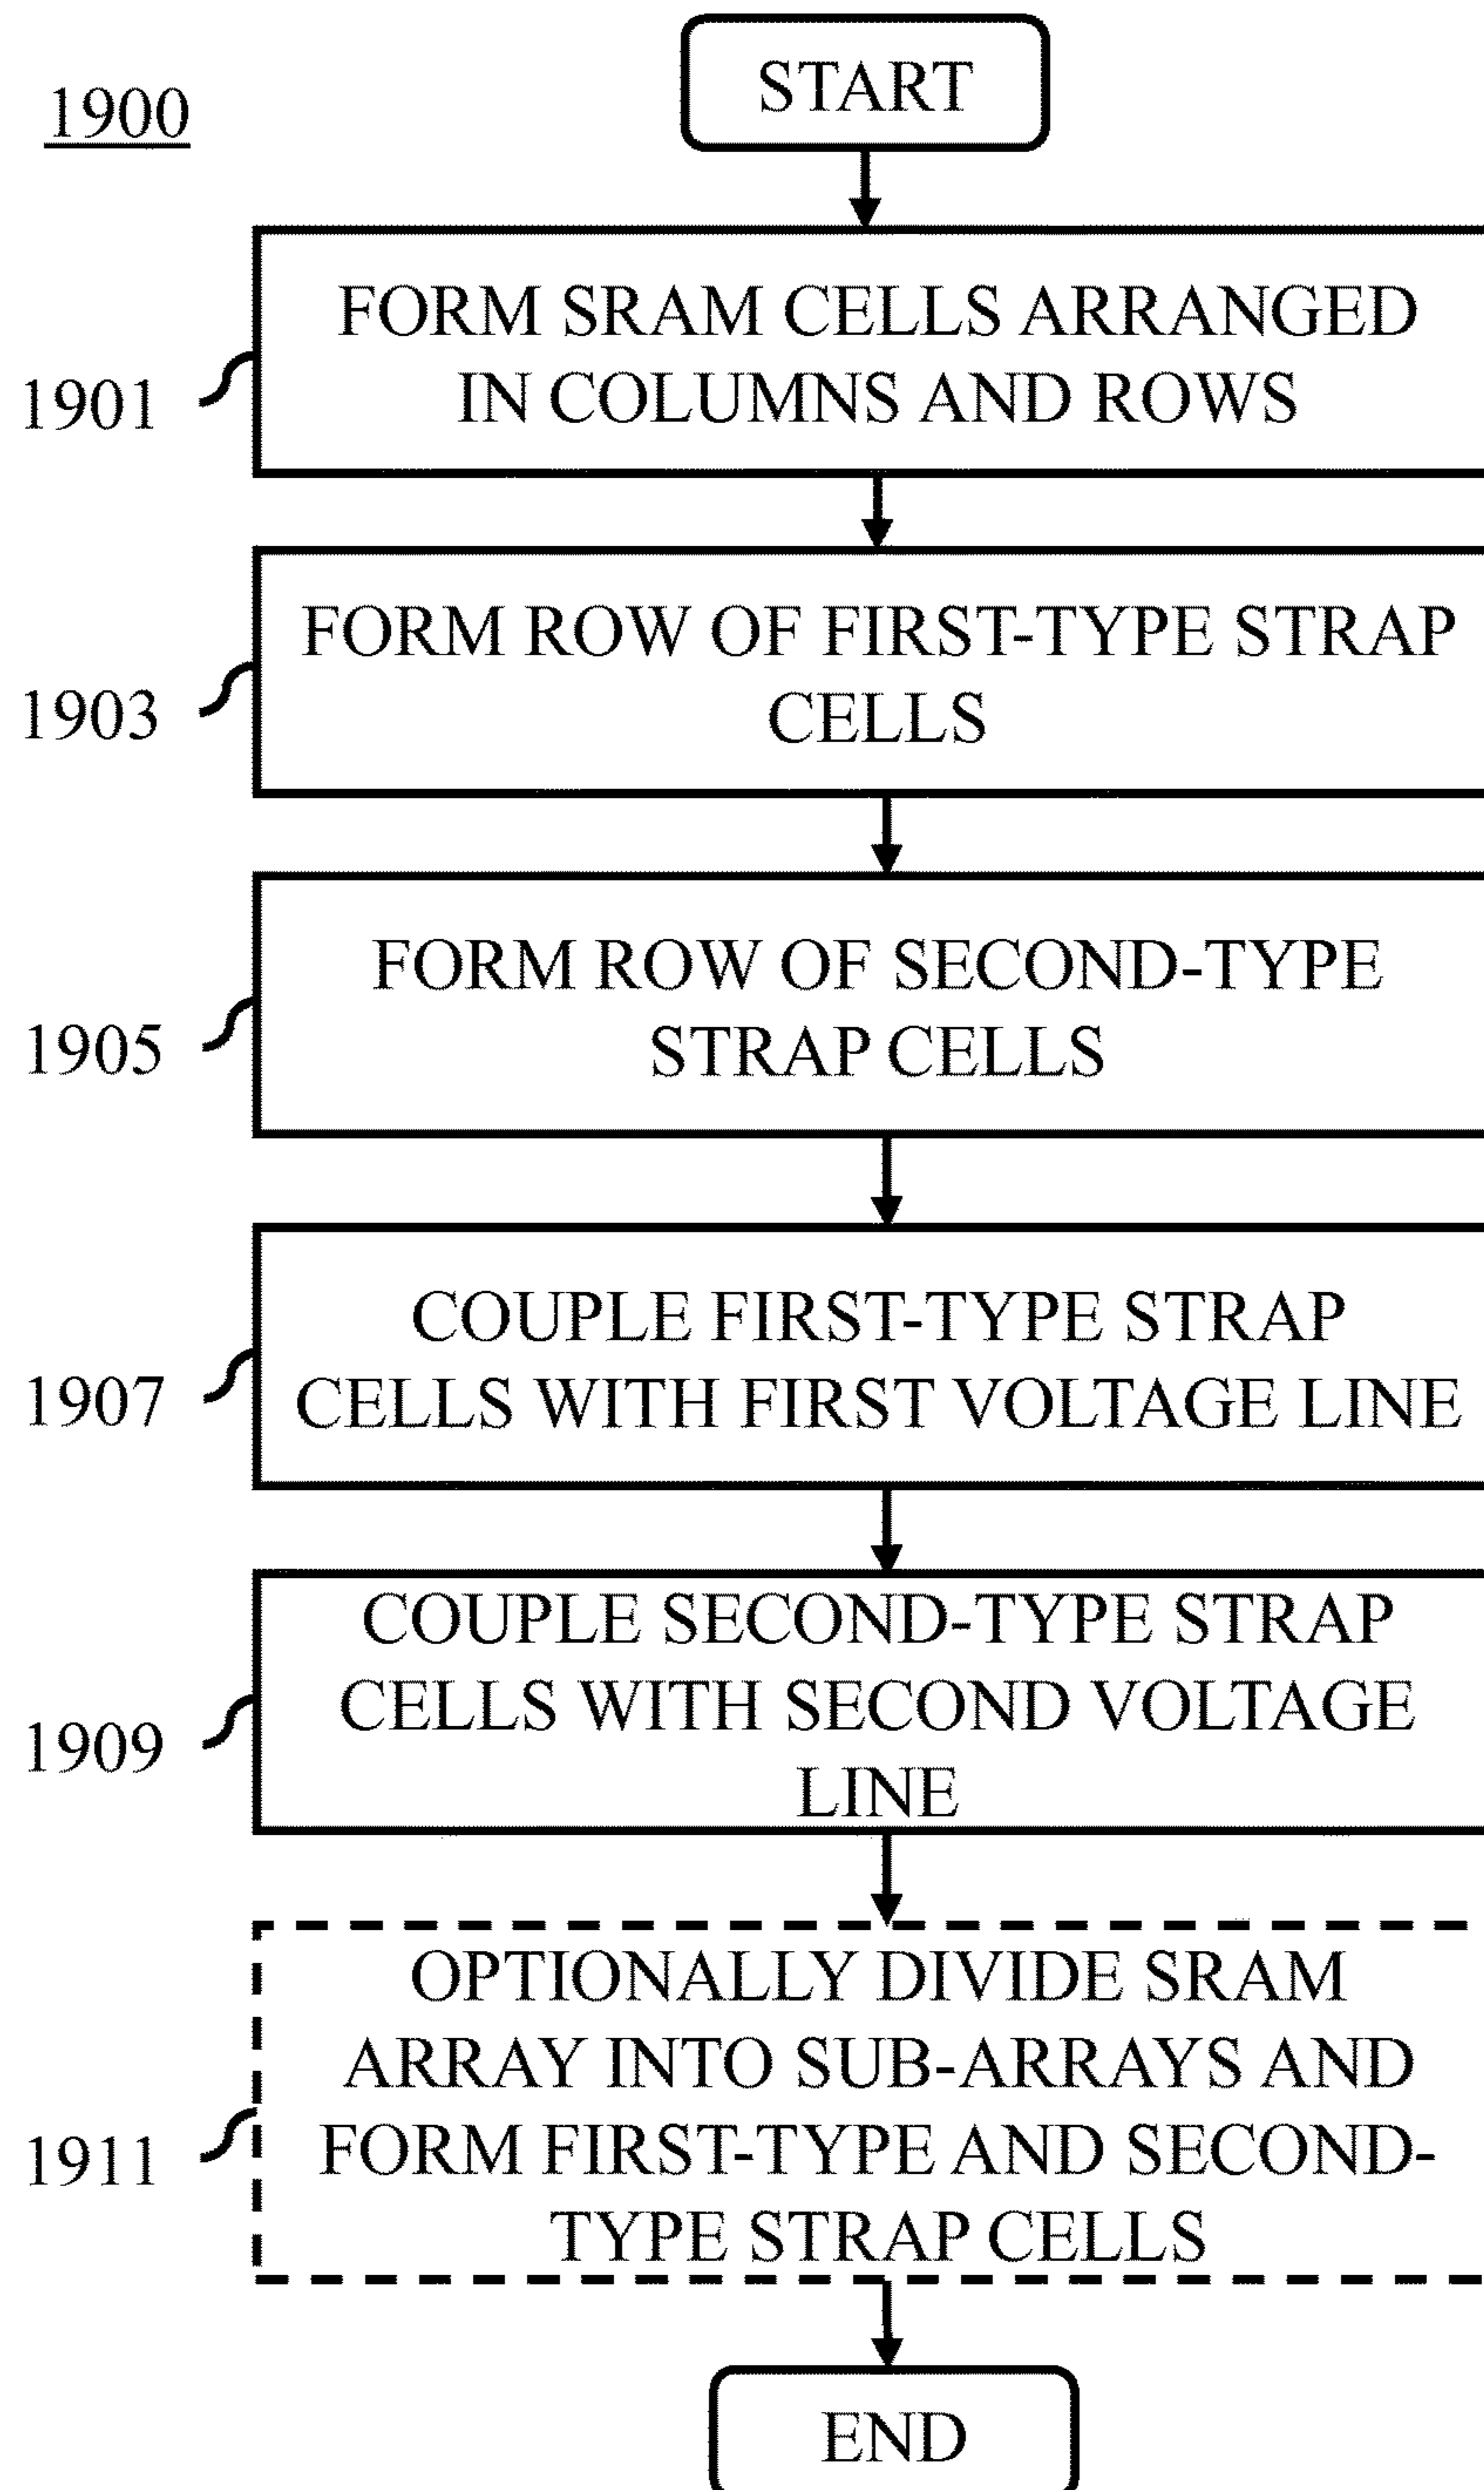 1900
START
FORM SRAM CELLS ARRANGED
IN COLUMNS AND ROWS
1901
FORM ROW OF FIRST-TYPE STRAP
CELLS
1903
FORM ROW OF SECOND-TYPE
STRAP CELLS
1905
COUPLE FIRST-TYPE STRAP
CELLS WITH FIRST VOLTAGE LINE
1907
COUPLE SECOND-TYPE STRAP
CELLS WITH SECOND VOLTAGE
LINE
1909
OPTIONALLY DIVIDE SRAM
ARRAY INTO SUB-ARRAYS AND
FORM FIRST-TYPE AND SECOND-
TYPE STRAP CELLS
1911
END